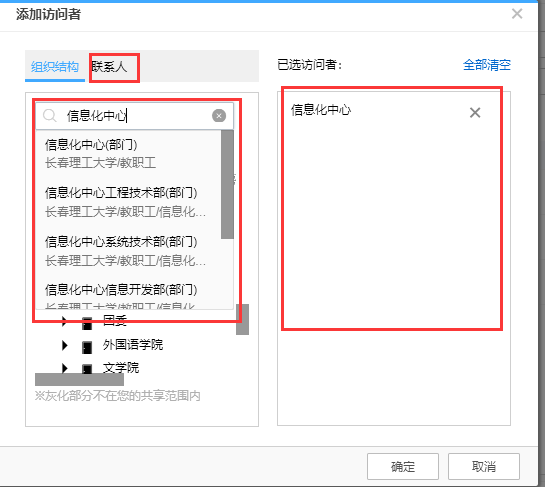 添加访问者
组织结构 联系人
已选访问者: 全部清空
信息化中心
信息化中心(部门)
长春理工大学/教职工
信息化中心工程技术部(部门)
长春理工大学/教职工/信息化...
信息化中心系统技术部(部门)
长春理工大学/教职工/信息化...
信息化中心信息开发部(部门)
长春理工大学/教职工/信息化...
团委
外国语学院
文学院
※灰化部分不在您的共享范围内
信息化中心
确定 取消